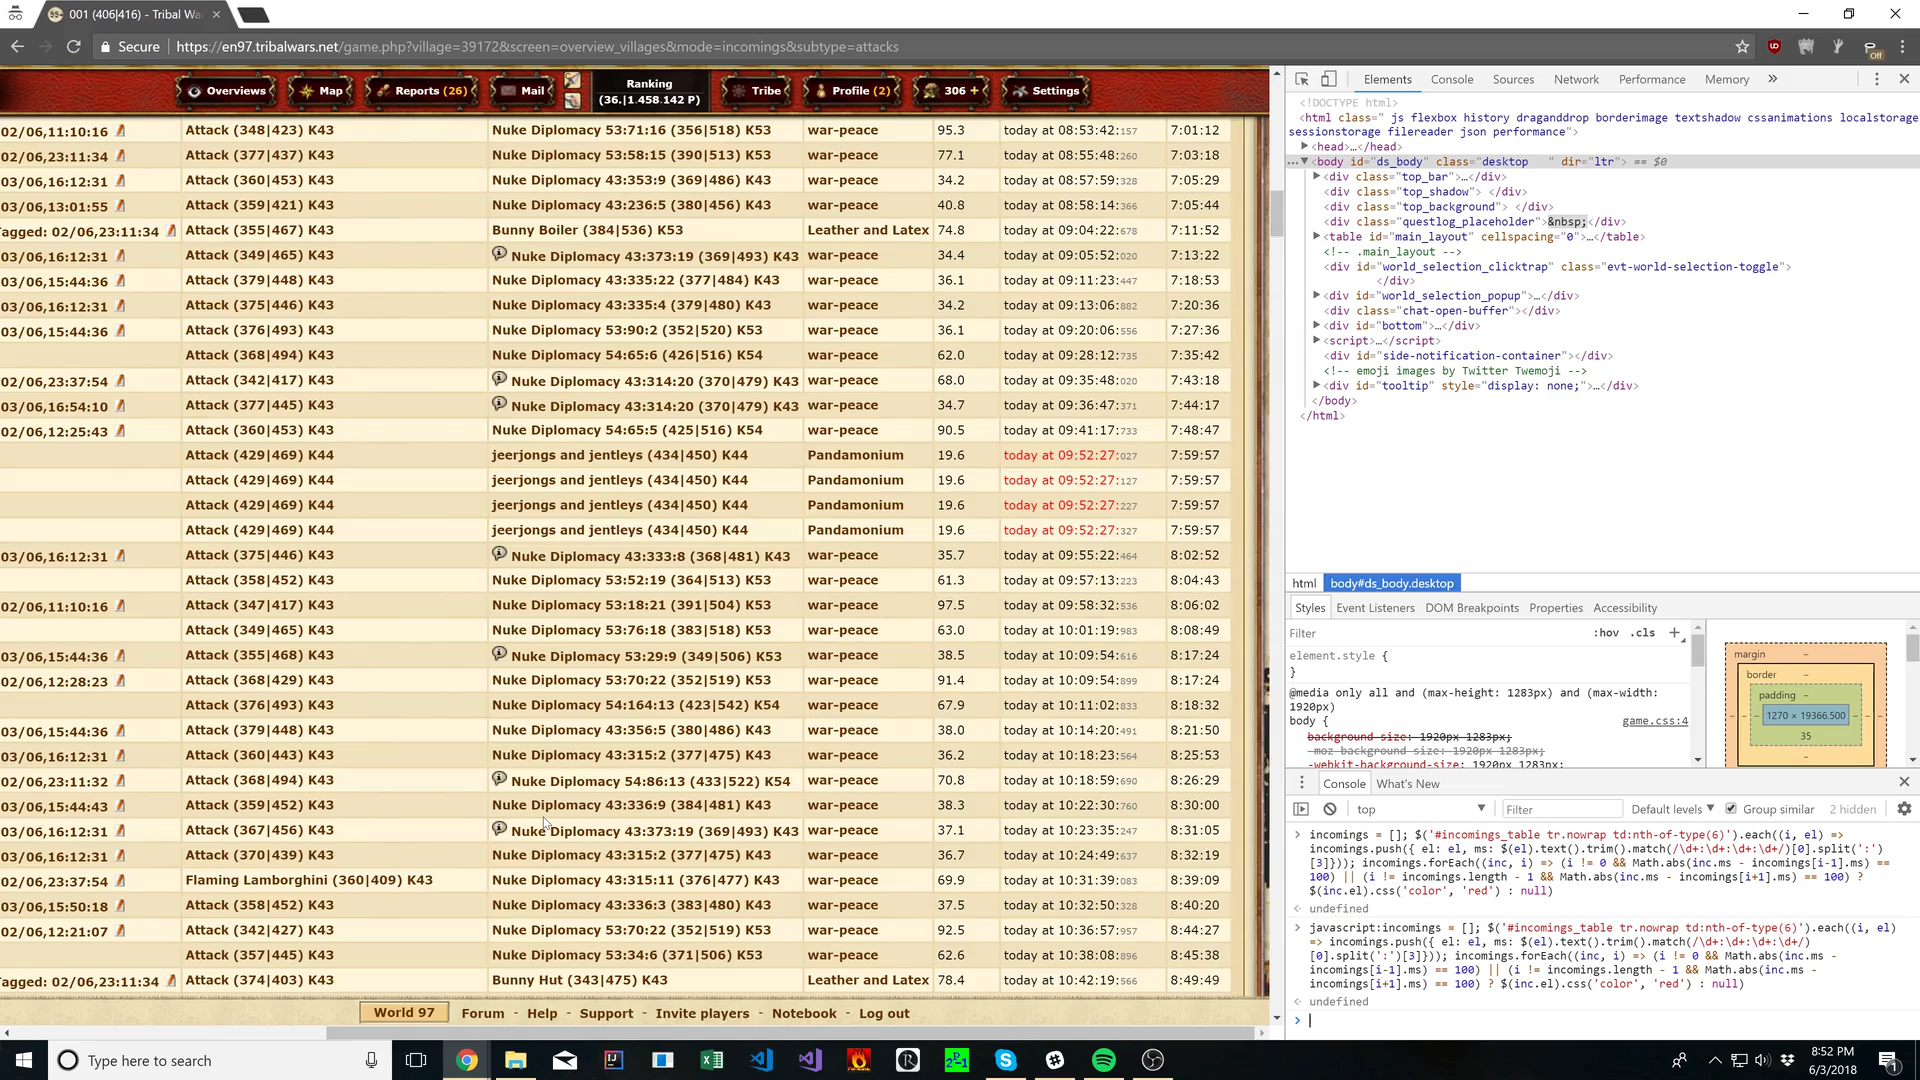 001 (406|416) - Tribal Wa
Secure https://en97.tribalwars.net/game.php?village=39172&screen=overview_villages&mode=incomings&subtype=attacks
Overviews Map Reports (26) Mail Ranking Tribe Profile (2) 306 + Settings
(36.|1.458.142 P)
02/06,11:10:16 Attack (348|423) K43 Nuke Diplomacy 53:71:16 (356|518) K53 war-peace 95.3 today at 08:53:42:157 7:01:12
02/06,23:11:34 Attack (377|437) K43 Nuke Diplomacy 53:58:15 (390|513) K53 war-peace 77.1 today at 08:55:48:260 7:03:18
03/06,16:12:31 Attack (360|453) K43 Nuke Diplomacy 43:353:9 (369|486) K43 war-peace 34.2 today at 08:57:59:328 7:05:29
03/06,13:01:55 Attack (359|421) K43 Nuke Diplomacy 43:236:5 (380|456) K43 war-peace 40.8 today at 08:58:14:366 7:05:44
Tagged: 02/06,23:11:34 Attack (355|467) K43 Bunny Boiler (384|536) K53 Leather and Latex 74.8 today at 09:04:22:678 7:11:52
03/06,16:12:31 Attack (349|465) K43 Nuke Diplomacy 43:373:19 (369|493) K43 war-peace 34.4 today at 09:05:52:020 7:13:22
03/06,15:44:36 Attack (379|448) K43 Nuke Diplomacy 43:335:22 (377|484) K43 war-peace 36.1 today at 09:11:23:447 7:18:53
03/06,16:12:31 Attack (375|446) K43 Nuke Diplomacy 43:335:4 (379|480) K43 war-peace 34.2 today at 09:13:06:882 7:20:36
03/06,15:44:36 Attack (376|493) K43 Nuke Diplomacy 53:90:2 (352|520) K53 war-peace 36.1 today at 09:20:06:556 7:27:36
Attack (368|494) K43 Nuke Diplomacy 54:65:6 (426|516) K54 war-peace 62.0 today at 09:28:12:735 7:35:42
02/06,23:37:54 Attack (342|417) K43 Nuke Diplomacy 43:314:20 (370|479) K43 war-peace 68.0 today at 09:35:48:020 7:43:18
03/06,16:54:10 Attack (377|445) K43 Nuke Diplomacy 43:314:20 (370|479) K43 war-peace 34.7 today at 09:36:47:371 7:44:17
02/06,12:25:43 Attack (360|453) K43 Nuke Diplomacy 54:65:5 (425|516) K54 war-peace 90.5 today at 09:41:17:733 7:48:47
Attack (429|469) K44 jeerjongs and jentleys (434|450) K44 Pandamonium 19.6 today at 09:52:27:027 7:59:57
Attack (429|469) K44 jeerjongs and jentleys (434|450) K44 Pandamonium 19.6 today at 09:52:27:127 7:59:57
Attack (429|469) K44 jeerjongs and jentleys (434|450) K44 Pandamonium 19.6 today at 09:52:27:227 7:59:57
Attack (429|469) K44 jeerjongs and jentleys (434|450) K44 Pandamonium 19.6 today at 09:52:27:327 7:59:57
03/06,16:12:31 Attack (375|446) K43 Nuke Diplomacy 43:333:8 (368|481) K43 war-peace 35.7 today at 09:55:22:464 8:02:52
Attack (358|452) K43 Nuke Diplomacy 53:52:19 (364|513) K53 war-peace 61.3 today at 09:57:13:223 8:04:43
02/06,11:10:16 Attack (347|417) K43 Nuke Diplomacy 53:18:21 (391|504) K53 war-peace 97.5 today at 09:58:32:536 8:06:02
Attack (349|465) K43 Nuke Diplomacy 53:76:18 (383|518) K53 war-peace 63.0 today at 10:01:19:983 8:08:49
03/06,15:44:36 Attack (355|468) K43 Nuke Diplomacy 53:29:9 (349|506) K53 war-peace 38.5 today at 10:09:54:616 8:17:24
02/06,12:28:23 Attack (368|429) K43 Nuke Diplomacy 53:70:22 (352|519) K53 war-peace 91.4 today at 10:09:54:899 8:17:24
Attack (376|493) K43 Nuke Diplomacy 54:164:13 (423|542) K54 war-peace 67.9 today at 10:11:02:833 8:18:32
03/06,15:44:36 Attack (379|448) K43 Nuke Diplomacy 43:356:5 (380|486) K43 war-peace 38.0 today at 10:14:20:491 8:21:50
03/06,16:12:31 Attack (360|443) K43 Nuke Diplomacy 43:315:2 (377|475) K43 war-peace 36.2 today at 10:18:23:564 8:25:53
02/06,23:11:32 Attack (368|494) K43 Nuke Diplomacy 54:86:13 (433|522) K54 war-peace 70.8 today at 10:18:59:690 8:26:29
03/06,15:44:43 Attack (359|452) K43 Nuke Diplomacy 43:336:9 (384|481) K43 war-peace 38.3 today at 10:22:30:760 8:30:00
03/06,16:12:31 Attack (367|456) K43 Nuke Diplomacy 43:373:19 (369|493) K43 war-peace 37.1 today at 10:23:35:247 8:31:05
03/06,16:12:31 Attack (370|439) K43 Nuke Diplomacy 43:315:2 (377|475) K43 war-peace 36.7 today at 10:24:49:637 8:32:19
02/06,23:37:54 Flaming Lamborghini (360|409) K43 Nuke Diplomacy 43:315:11 (376|477) K43 war-peace 69.9 today at 10:31:39:083 8:39:09
03/06,15:50:18 Attack (358|452) K43 Nuke Diplomacy 43:336:3 (383|480) K43 war-peace 37.5 today at 10:32:50:328 8:40:20
02/06,12:21:07 Attack (342|427) K43 Nuke Diplomacy 53:70:22 (352|519) K53 war-peace 92.5 today at 10:36:57:957 8:44:27
Attack (357|445) K43 Nuke Diplomacy 53:34:6 (371|506) K53 war-peace 62.6 today at 10:38:08:896 8:45:38
Tagged: 02/06,23:11:34 Attack (374|403) K43 Bunny Hut (343|475) K43 Leather and Latex 78.4 today at 10:42:19:566 8:49:49
World 97 Forum - Help - Support - Invite players - Notebook - Log out
Elements Console Sources Network Performance Memory »
<!DOCTYPE html>
<html class=" js flexbox history draganddrop borderimage textshadow cssanimations localstorage
sessionstorage filereader json performance">
<head>…</head>
<body id="ds_body" class="desktop " dir="ltr"> == $0
<div class="top_bar">…</div>
<div class="top_shadow"> </div>
<div class="top_background"> </div>
<div class="questlog_placeholder">&nbsp;</div>
<table id="main_layout" cellspacing="0">…</table>
<!-- .main_layout -->
<div id="world_selection_clicktrap" class="evt-world-selection-toggle">
</div>
<div id="world_selection_popup">…</div>
<div class="chat-open-buffer"></div>
<div id="bottom">…</div>
<script>…</script>
<div id="side-notification-container"></div>
<!-- emoji images by Twitter Twemoji -->
<div id="tooltip" style="display: none;">…</div>
</body>
</html>
html body#ds_body.desktop
Styles Event Listeners DOM Breakpoints Properties Accessibility
Filter :hov .cls +
element.style {
}
@media only all and (max-height: 1283px) and (max-width:
1920px)
body { game.css:4
background-size: 1920px 1283px;
-moz-background-size: 1920px 1283px;
-webkit-background-size: 1920px 1283px;
margin –
border –
padding –
1270 × 19366.500
35
–
Console What's New
top Filter Default levels Group similar 2 hidden
> incomings = []; $('#incomings_table tr.nowrap td:nth-of-type(6)').each((i, el) =>
incomings.push({ el: el, ms: $(el).text().trim().match(/\d+:\d+:\d+:\d+/)[0].split(':')
[3]})); incomings.forEach((inc, i) => (i != 0 && Math.abs(inc.ms - incomings[i-1].ms) ==
100) || (i != incomings.length - 1 && Math.abs(inc.ms - incomings[i+1].ms) == 100) ?
$(inc.el).css('color', 'red') : null)
undefined
> javascript:incomings = []; $('#incomings_table tr.nowrap td:nth-of-type(6)').each((i, el)
=> incomings.push({ el: el, ms: $(el).text().trim().match(/\d+:\d+:\d+:\d+/)
[0].split(':')[3]})); incomings.forEach((inc, i) => (i != 0 && Math.abs(inc.ms -
incomings[i-1].ms) == 100) || (i != incomings.length - 1 && Math.abs(inc.ms -
incomings[i+1].ms) == 100) ? $(inc.el).css('color', 'red') : null)
undefined
>
Type here to search
8:52 PM
6/3/2018